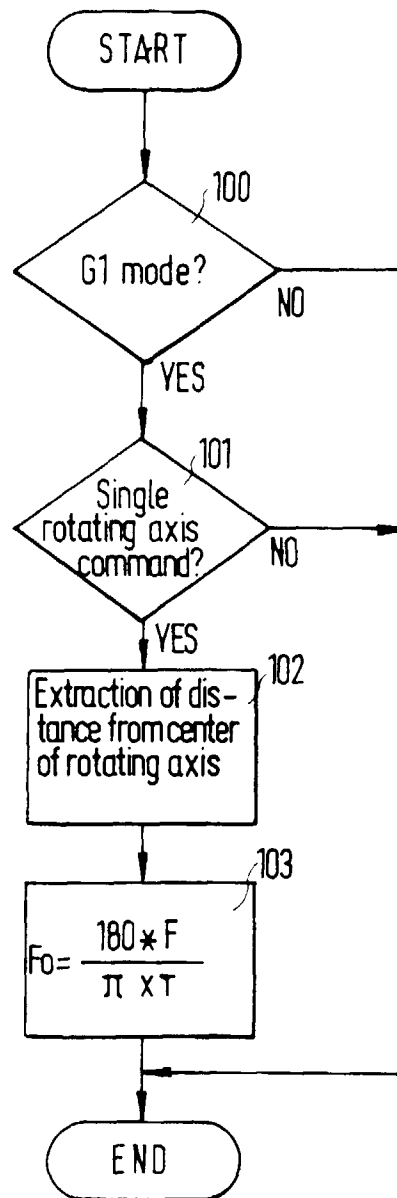 START
100
G1 mode?
NO
YES
101
Single
rotating axis
command?
NO
YES
102
Extraction of dis-
tance from center
of rotating axis
103
Fo = 180 * F
π × r
END